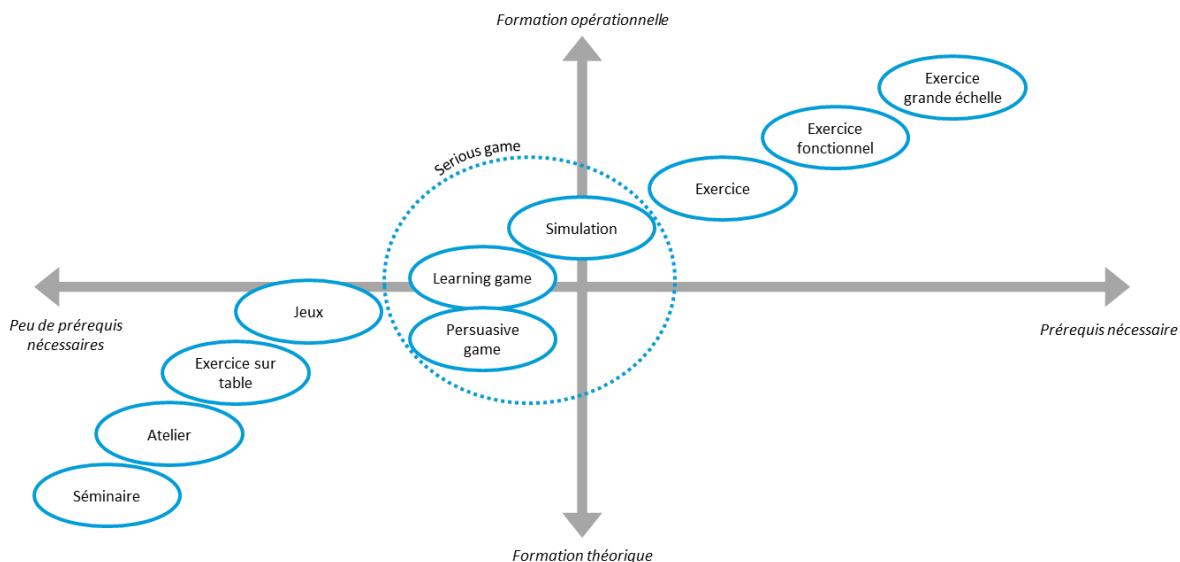 Formation opérationnelle
Exercice
grande échelle
Exercice
fonctionnel
Serious game
Exercice
Simulation
Learning game
Jeux
Peu de prérequis
nécessaires
Prérequis nécessaire
Persuasive
game
Exercice sur
table
Atelier
Séminaire
Formation théorique